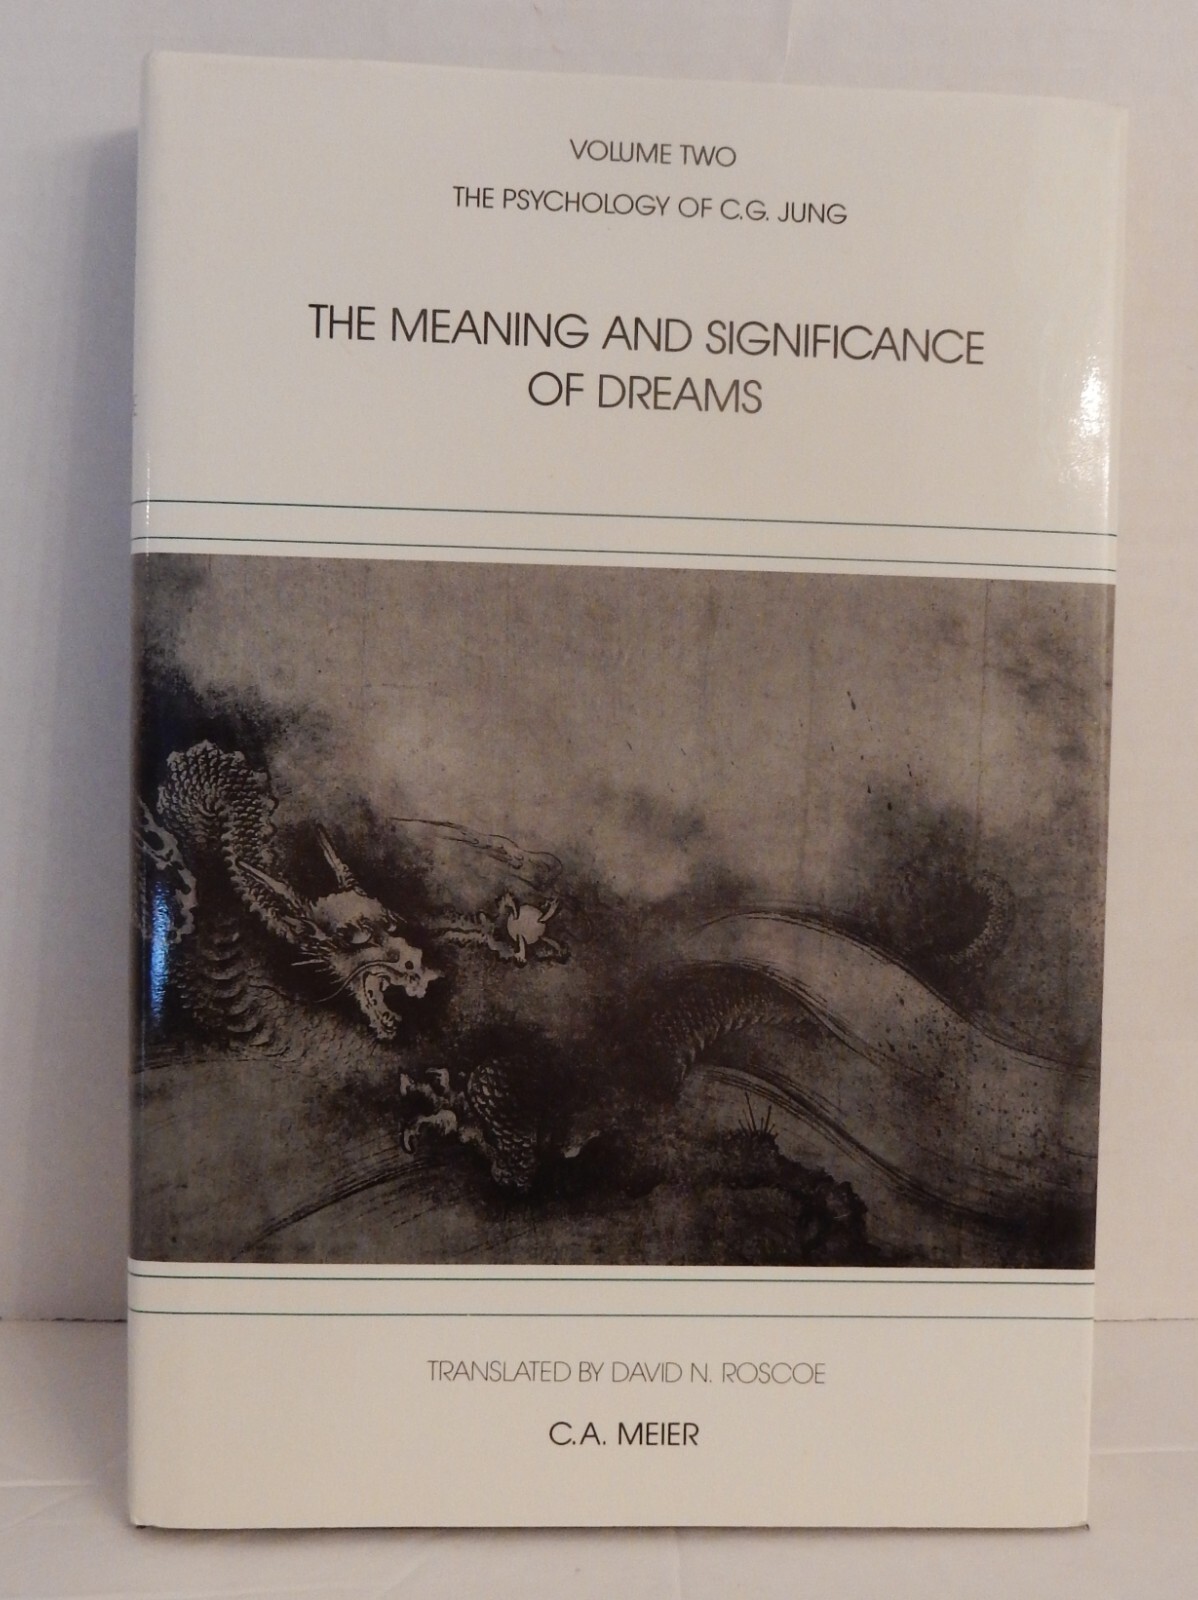 VOLUME TWO
THE PSYCHOLOGY OF C.G. JUNG
THE MEANING AND SIGNIFICANCE
OF DREAMS
TRANSLATED BY DAVID N. ROSCOE
C.A. MEIER